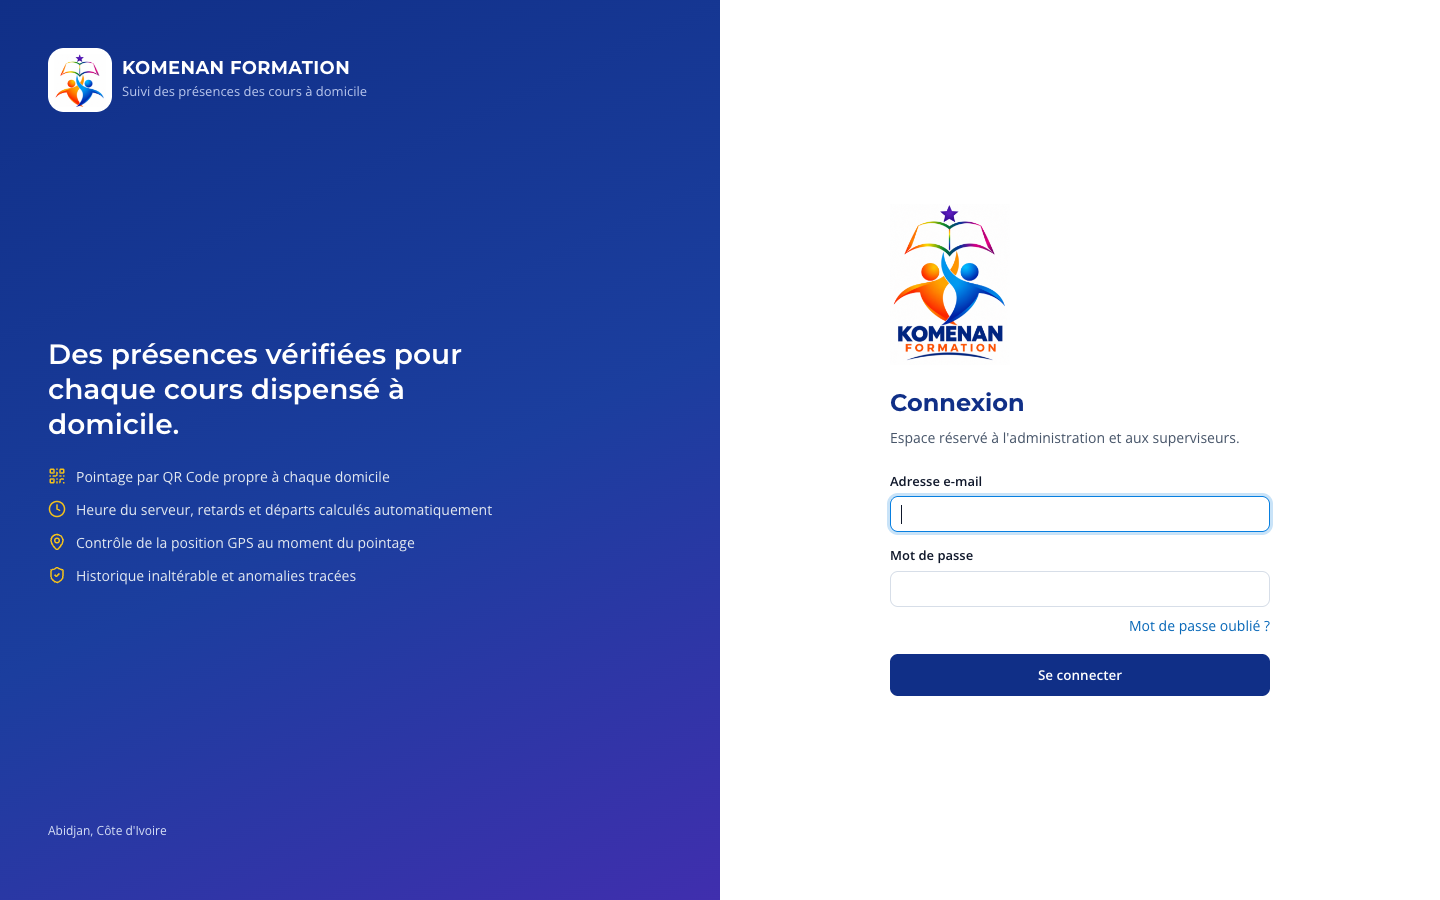 KOMENAN FORMATION
Suivi des présences des cours à domicile
Des présences vérifiées pour
chaque cours dispensé à
domicile.
Pointage par QR Code propre à chaque domicile
Heure du serveur, retards et départs calculés automatiquement
Contrôle de la position GPS au moment du pointage
Historique inaltérable et anomalies tracées
Abidjan, Côte d'Ivoire
KOMENAN
FORMATION
Connexion
Espace réservé à l'administration et aux superviseurs.
Adresse e-mail
Mot de passe
Mot de passe oublié ?
Se connecter